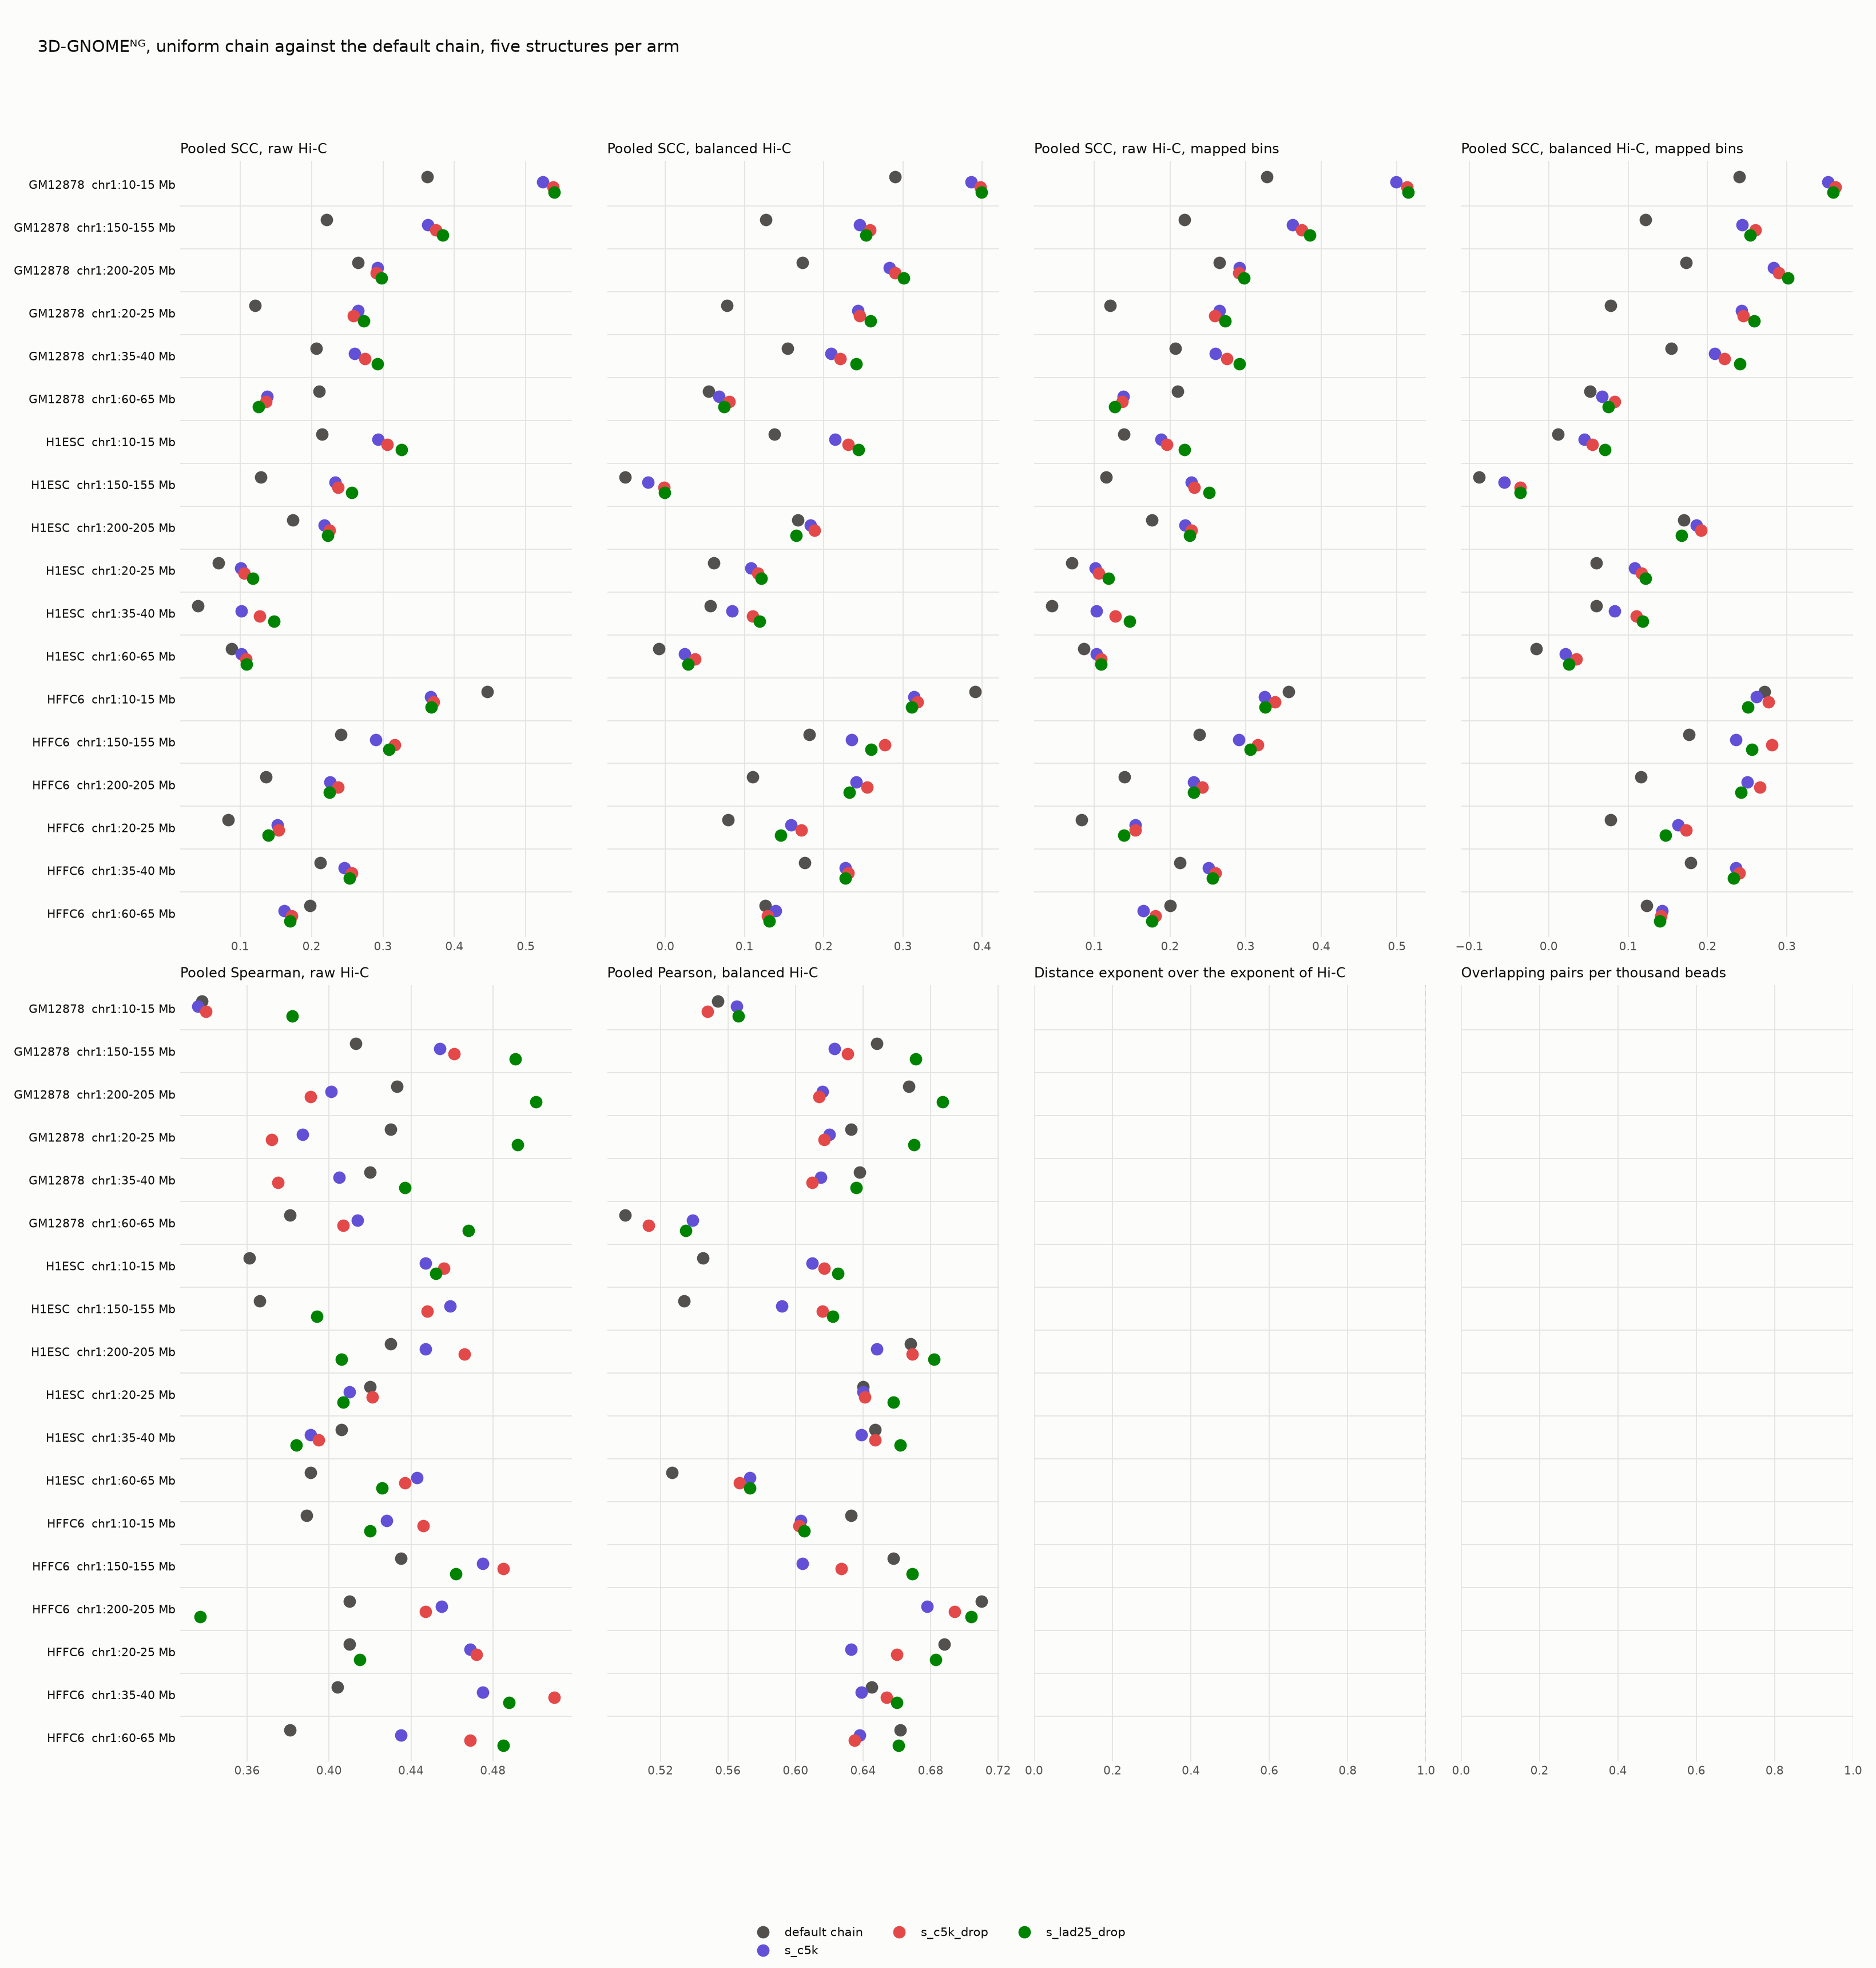 3D-GNOMEᴺᴳ, uniform chain against the default chain, five structures per arm
Pooled SCC, raw Hi-C
Pooled SCC, balanced Hi-C
Pooled SCC, raw Hi-C, mapped bins
Pooled SCC, balanced Hi-C, mapped bins
GM12878 chr1:10-15 Mb
GM12878 chr1:150-155 Mb
GM12878 chr1:200-205 Mb
GM12878 chr1:20-25 Mb
GM12878 chr1:35-40 Mb
GM12878 chr1:60-65 Mb
H1ESC chr1:10-15 Mb
H1ESC chr1:150-155 Mb
H1ESC chr1:200-205 Mb
H1ESC chr1:20-25 Mb
H1ESC chr1:35-40 Mb
H1ESC chr1:60-65 Mb
HFFC6 chr1:10-15 Mb
HFFC6 chr1:150-155 Mb
HFFC6 chr1:200-205 Mb
HFFC6 chr1:20-25 Mb
HFFC6 chr1:35-40 Mb
HFFC6 chr1:60-65 Mb
0.1 0.2 0.3 0.4 0.5
0.0 0.1 0.2 0.3 0.4
0.1 0.2 0.3 0.4 0.5
−0.1 0.0 0.1 0.2 0.3
Pooled Spearman, raw Hi-C
Pooled Pearson, balanced Hi-C
Distance exponent over the exponent of Hi-C
Overlapping pairs per thousand beads
GM12878 chr1:10-15 Mb
GM12878 chr1:150-155 Mb
GM12878 chr1:200-205 Mb
GM12878 chr1:20-25 Mb
GM12878 chr1:35-40 Mb
GM12878 chr1:60-65 Mb
H1ESC chr1:10-15 Mb
H1ESC chr1:150-155 Mb
H1ESC chr1:200-205 Mb
H1ESC chr1:20-25 Mb
H1ESC chr1:35-40 Mb
H1ESC chr1:60-65 Mb
HFFC6 chr1:10-15 Mb
HFFC6 chr1:150-155 Mb
HFFC6 chr1:200-205 Mb
HFFC6 chr1:20-25 Mb
HFFC6 chr1:35-40 Mb
HFFC6 chr1:60-65 Mb
0.36 0.40 0.44 0.48
0.52 0.56 0.60 0.64 0.68 0.72
0.0 0.2 0.4 0.6 0.8 1.0
0.0 0.2 0.4 0.6 0.8 1.0
default chain
s_c5k
s_c5k_drop
s_lad25_drop